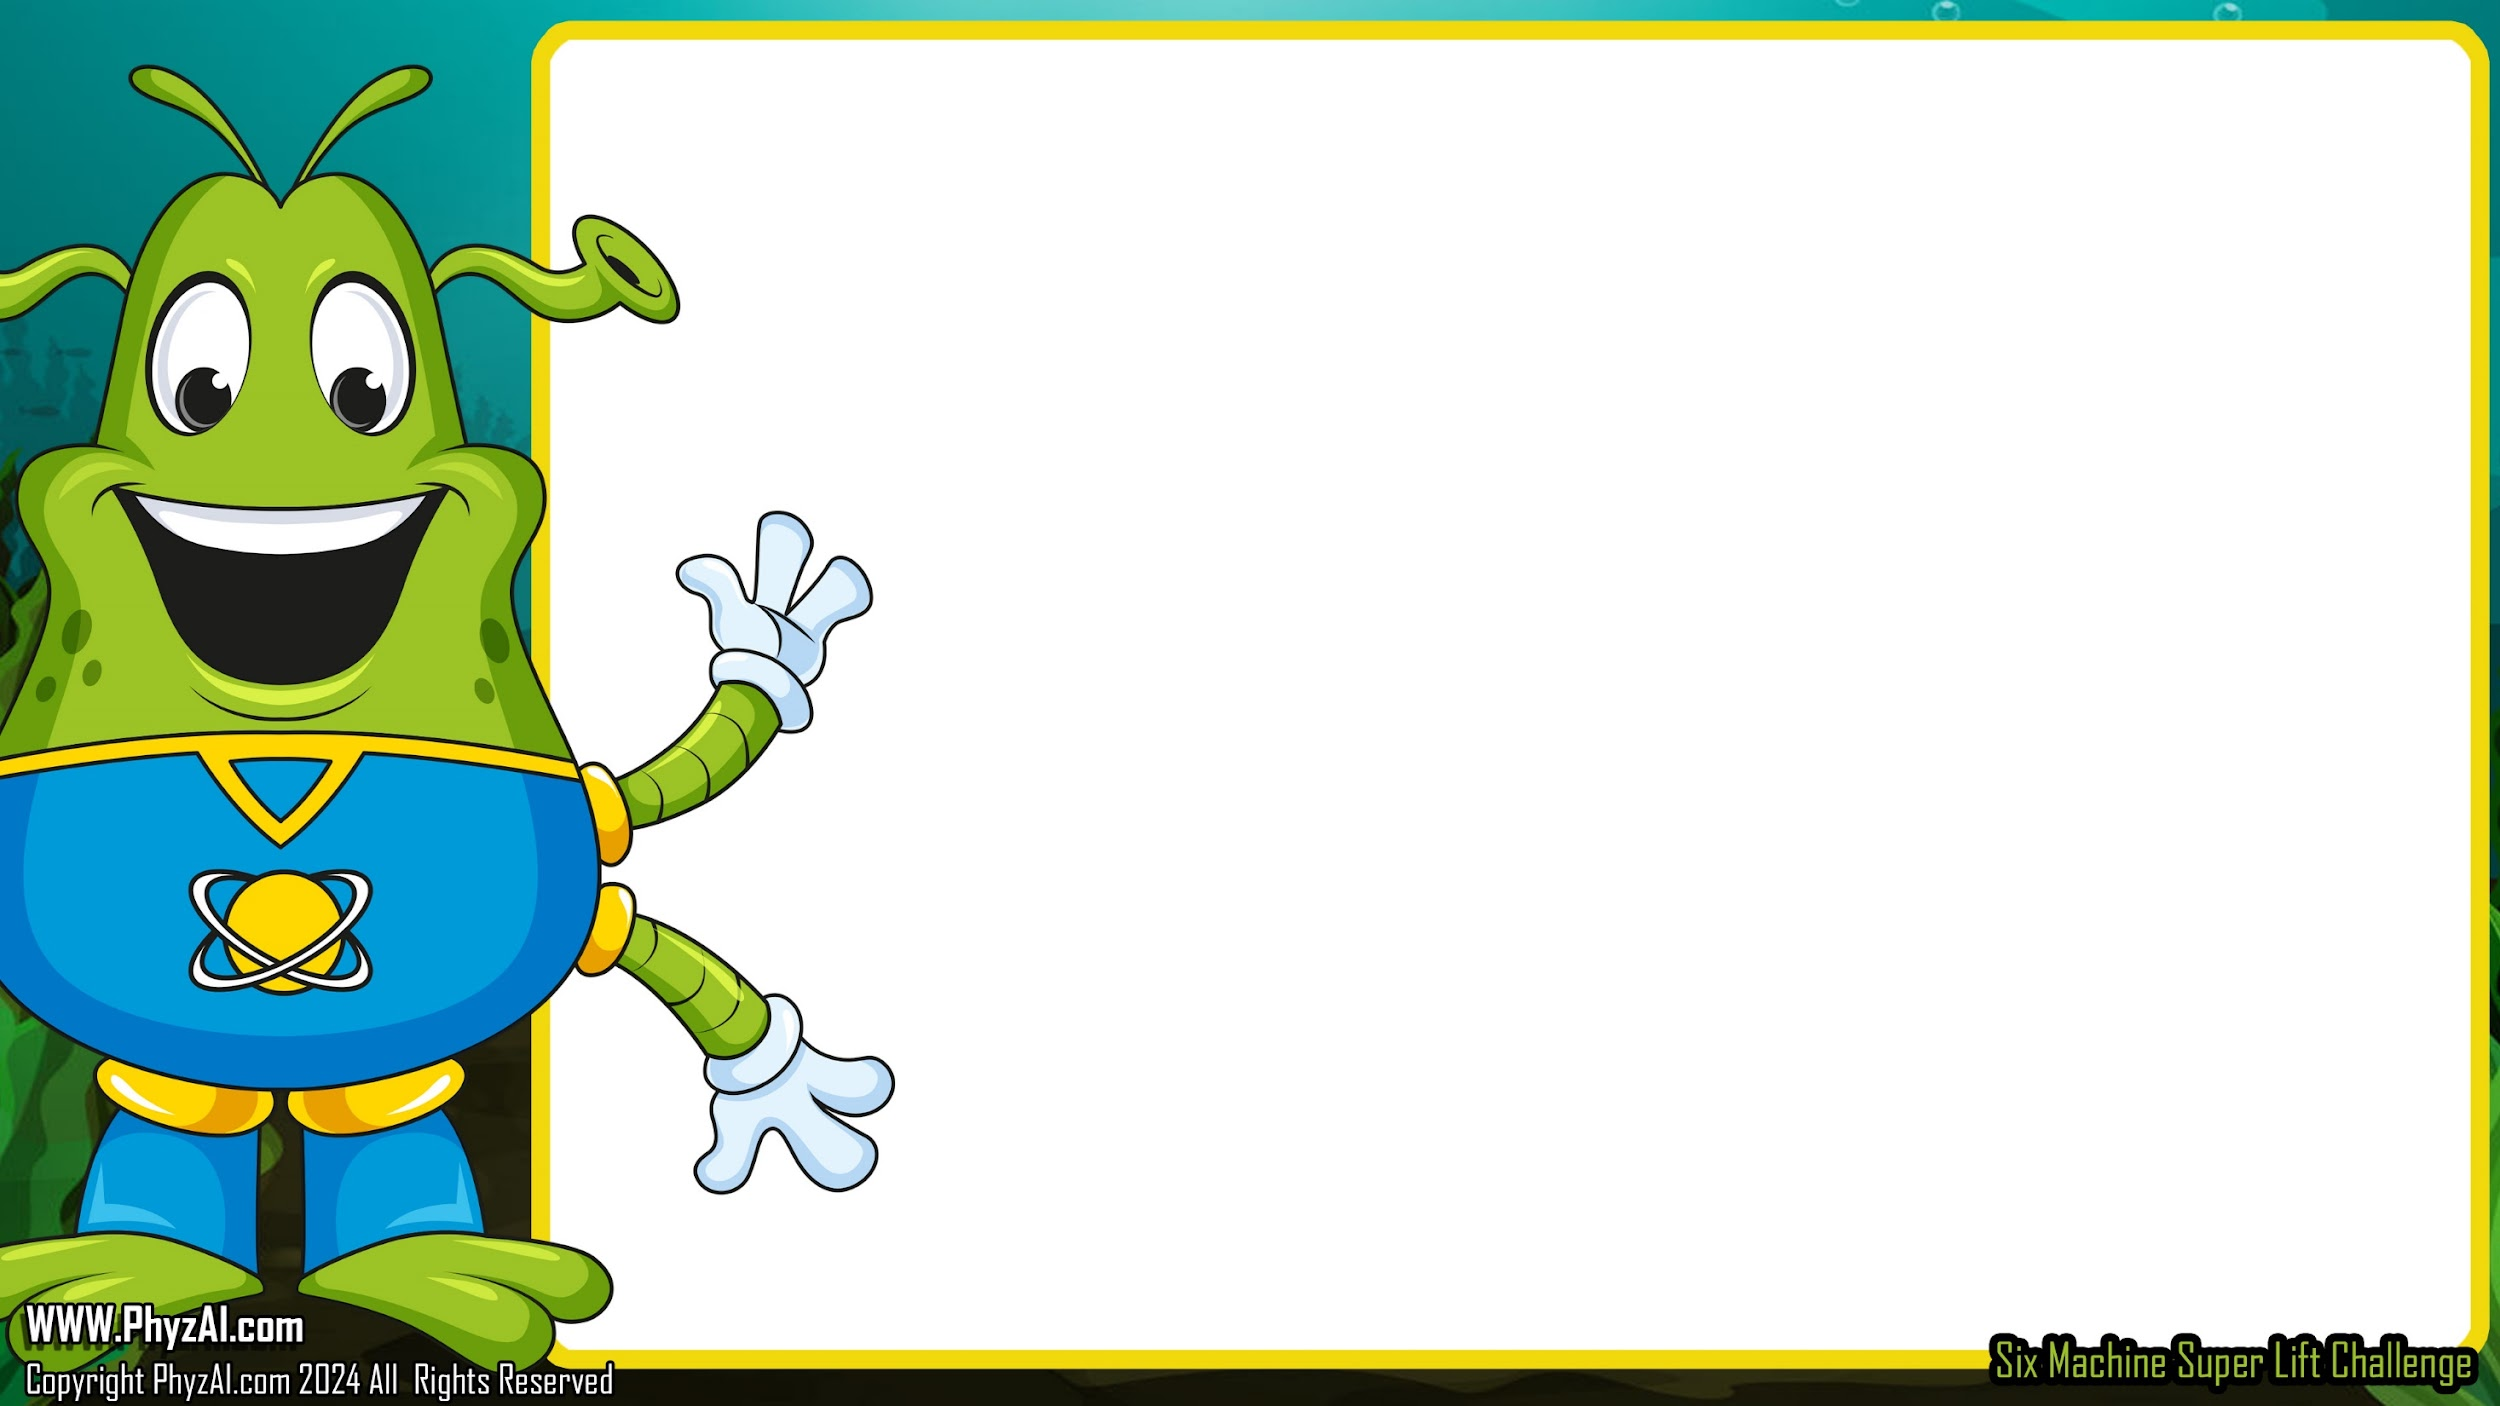 WWW.PhyzAI.com
Copyright PhyzAI.com 2024 All Rights Reserved
Six Machine Super Lift Challenge